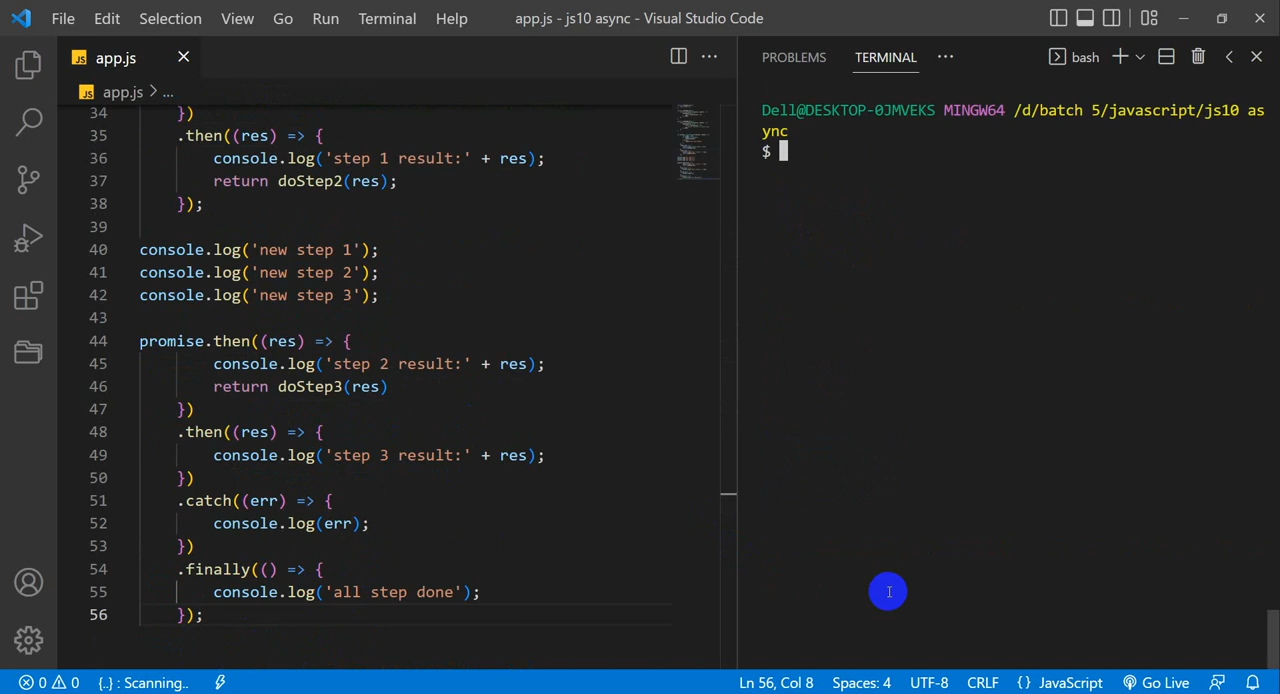 File Edit Selection View Go Run Terminal Help app.js - js10 async - Visual Studio Code
JS app.js
JS app.js > ...
34 })
35 .then((res) => {
36 console.log('step 1 result:' + res);
37 return doStep2(res);
38 });
39
40 console.log('new step 1');
41 console.log('new step 2');
42 console.log('new step 3');
43
44 promise.then((res) => {
45 console.log('step 2 result:' + res);
46 return doStep3(res)
47 })
48 .then((res) => {
49 console.log('step 3 result:' + res);
50 })
51 .catch((err) => {
52 console.log(err);
53 })
54 .finally(() => {
55 console.log('all step done');
56 });
PROBLEMS TERMINAL ... bash
Dell@DESKTOP-0JMVEKS MINGW64 /d/batch 5/javascript/js10 as
ync
$
0 0 {..} : Scanning.. Ln 56, Col 8 Spaces: 4 UTF-8 CRLF {} JavaScript Go Live